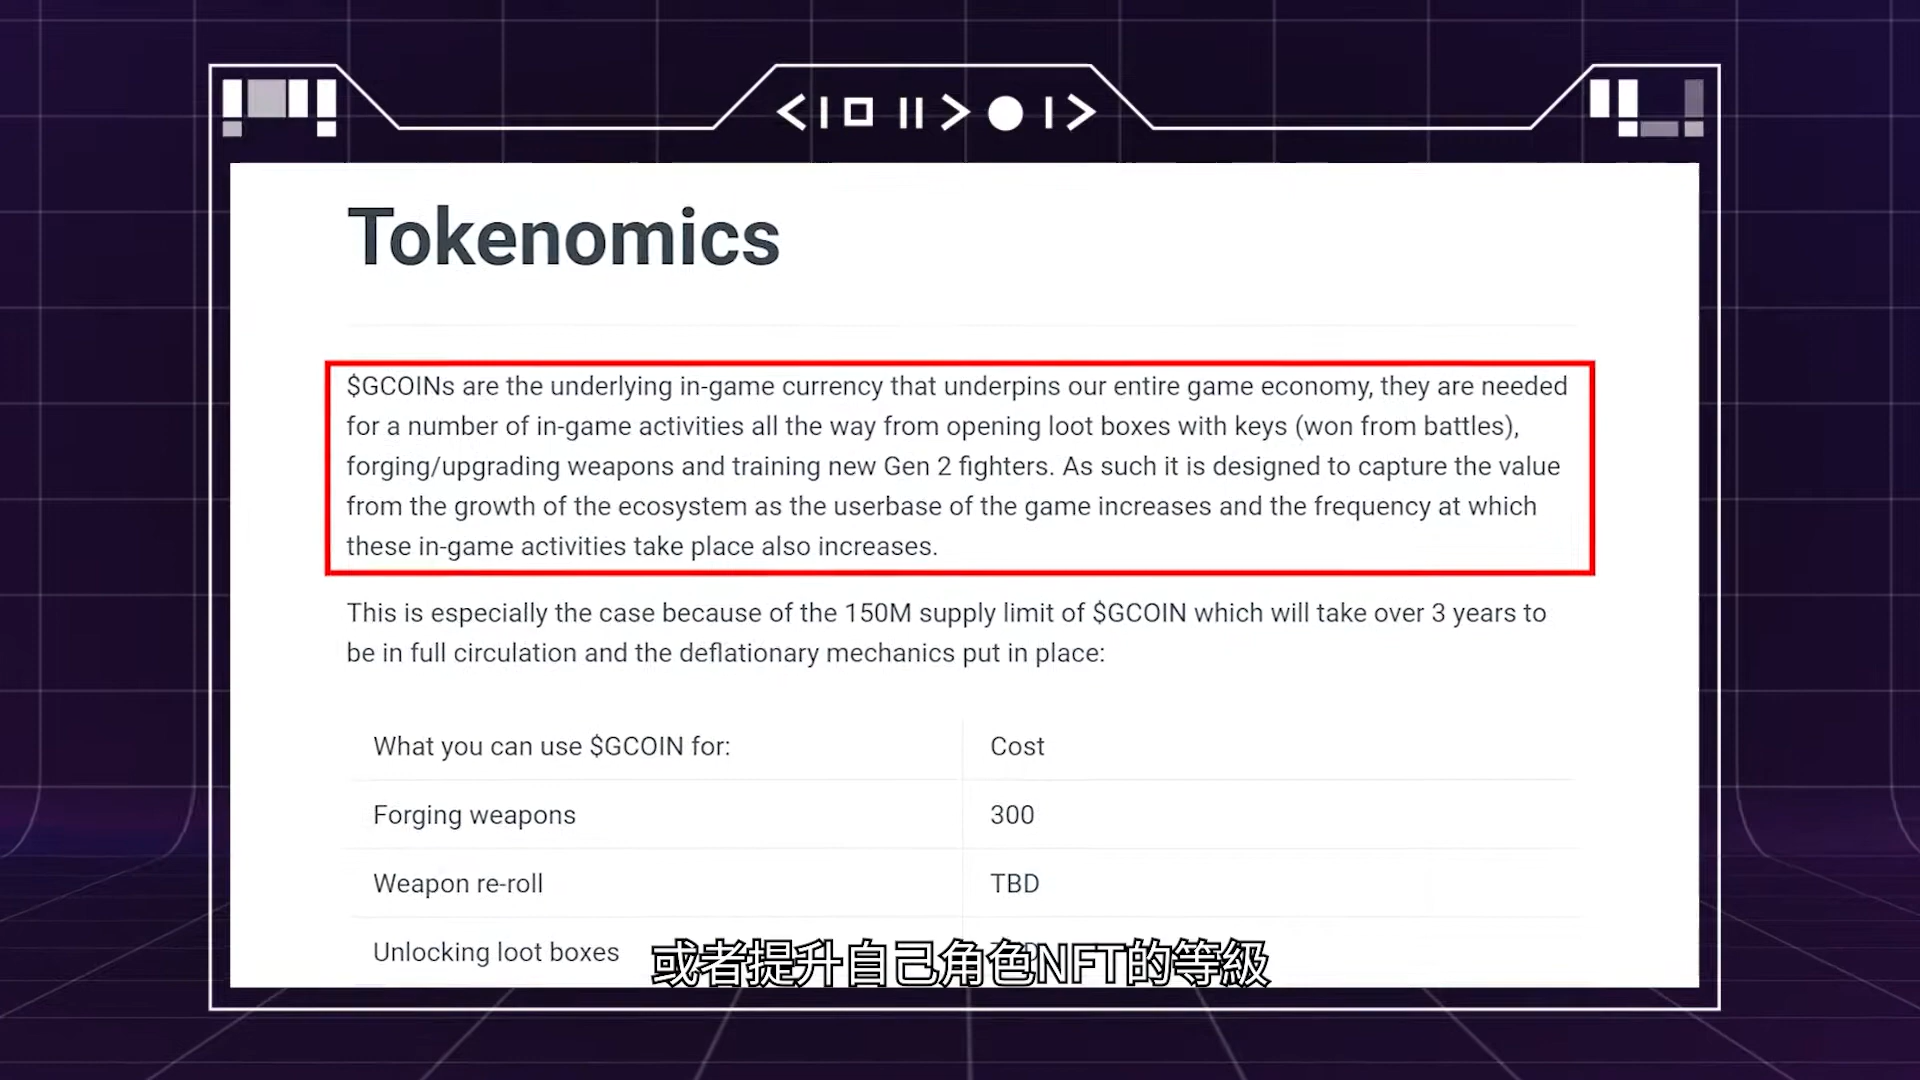 Tokenomics
$GCOINs are the underlying in-game currency that underpins our entire game economy, they are needed
for a number of in-game activities all the way from opening loot boxes with keys (won from battles),
forging/upgrading weapons and training new Gen 2 fighters. As such it is designed to capture the value
from the growth of the ecosystem as the userbase of the game increases and the frequency at which
these in-game activities take place also increases.
This is especially the case because of the 150M supply limit of $GCOIN which will take over 3 years to
be in full circulation and the deflationary mechanics put in place:
What you can use $GCOIN for: Cost
Forging weapons 300
Weapon re-roll TBD
Unlocking loot boxes
或者提升自己角色NFT的等級